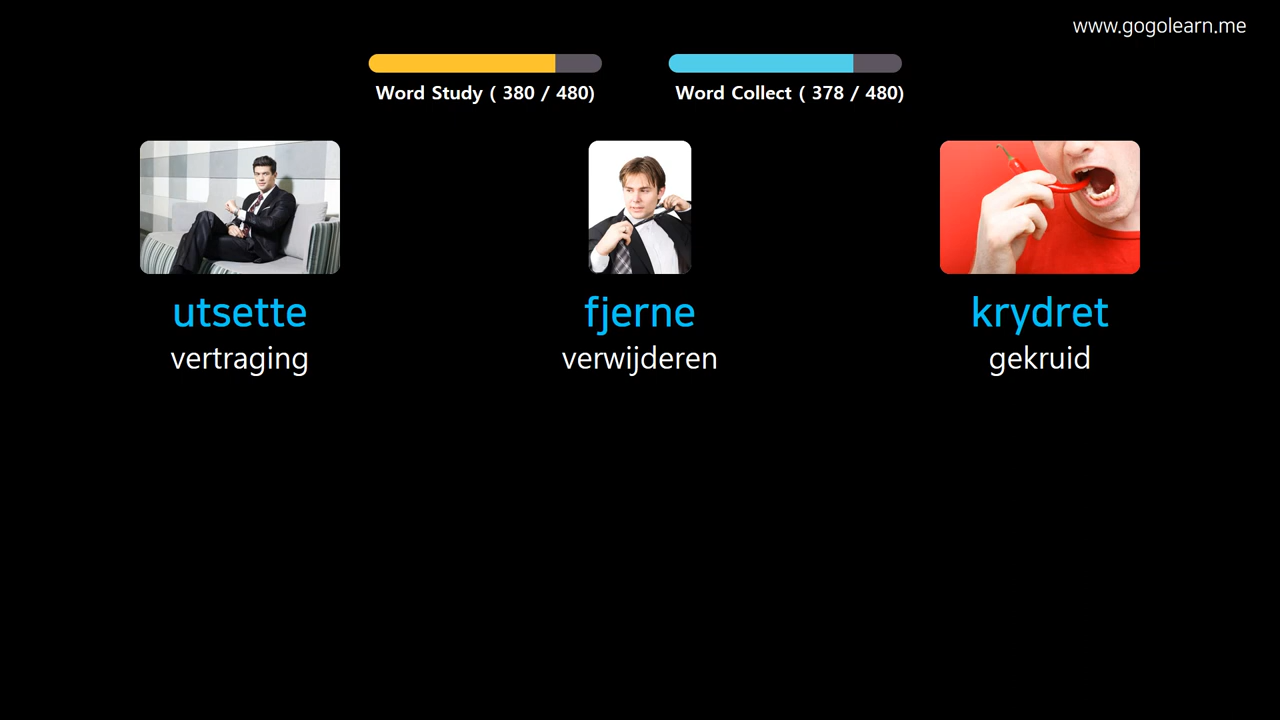 www.gogolearn.me
Word Study ( 380 / 480)
Word Collect ( 378 / 480)
utsette
vertraging
fjerne
verwijderen
krydret
gekruid